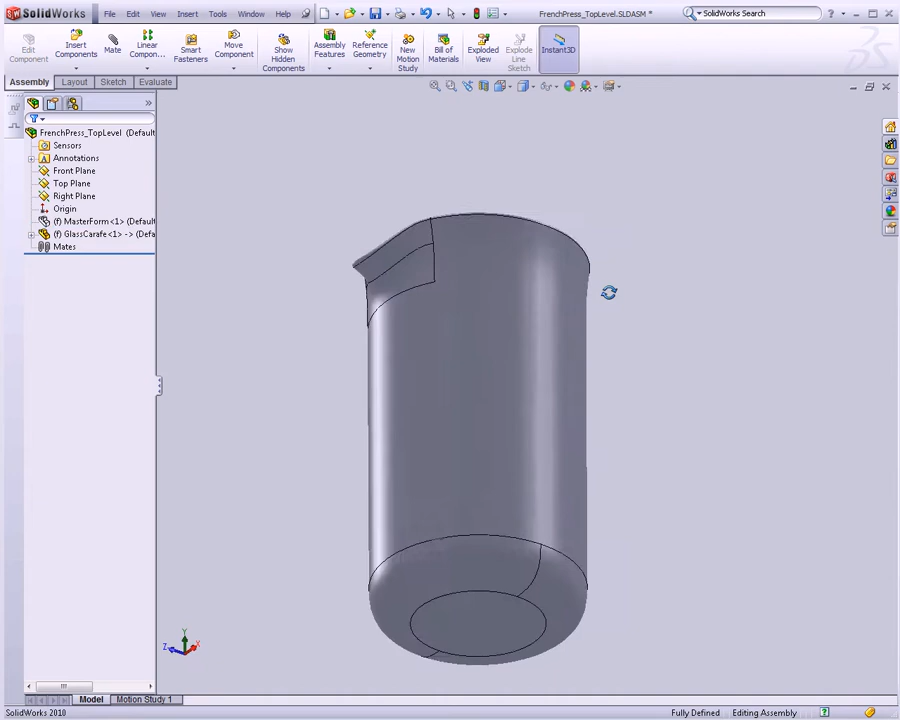 SolidWorks
File Edit View Insert Tools Window Help
FrenchPress_TopLevel.SLDASM *
SolidWorks Search
Edit Component
Insert Components
Mate
Linear Compon...
Smart Fasteners
Move Component
Show Hidden Components
Assembly Features
Reference Geometry
New Motion Study
Bill of Materials
Exploded View
Explode Line Sketch
Instant3D
Assembly Layout Sketch Evaluate
FrenchPress_TopLevel (Default
Sensors
Annotations
Front Plane
Top Plane
Right Plane
Origin
(f) MasterForm<1> (Default
(f) GlassCarafe<1> -> (Defa
Mates
Y
Z X
Model Motion Study 1
SolidWorks 2010
Fully Defined Editing Assembly